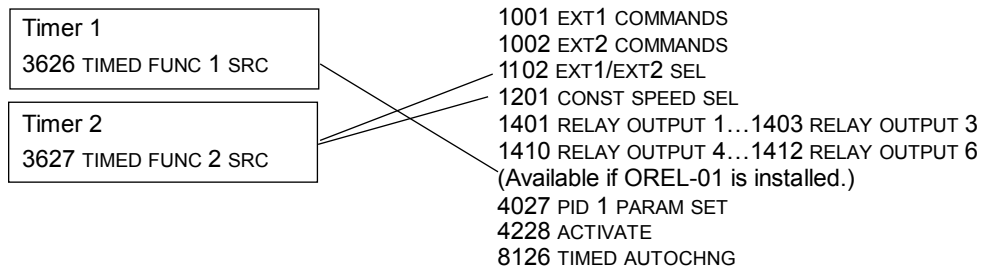 Timer 1
3626 TIMED FUNC 1 SRC
Timer 2
3627 TIMED FUNC 2 SRC
1001 EXT1 COMMANDS
1002 EXT2 COMMANDS
1102 EXT1/EXT2 SEL
1201 CONST SPEED SEL
1401 RELAY OUTPUT 1…1403 RELAY OUTPUT 3
1410 RELAY OUTPUT 4…1412 RELAY OUTPUT 6
(Available if OREL-01 is installed.)
4027 PID 1 PARAM SET
4228 ACTIVATE
8126 TIMED AUTOCHNG